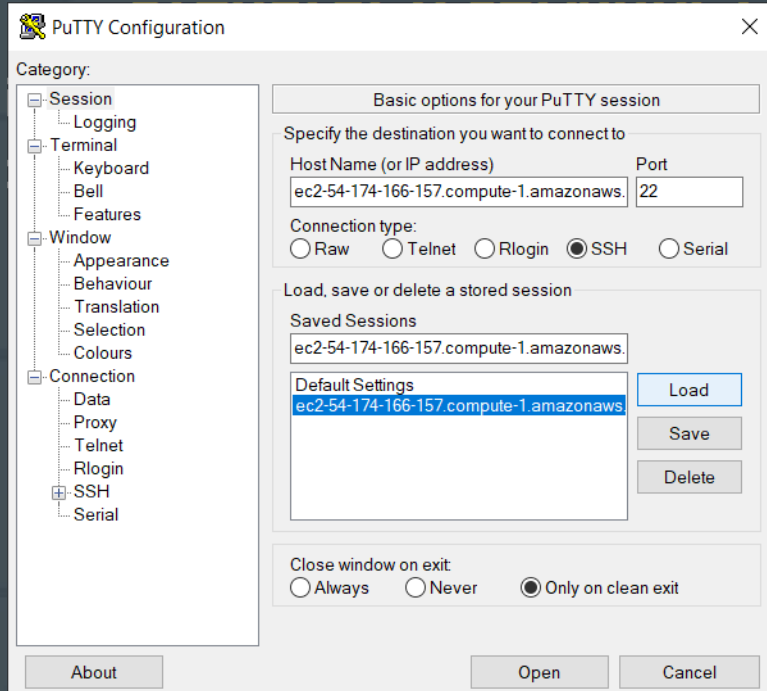 PuTTY Configuration
Category:
Session
Logging
Terminal
Keyboard
Bell
Features
Window
Appearance
Behaviour
Translation
Selection
Colours
Connection
Data
Proxy
Telnet
Rlogin
SSH
Serial
Basic options for your PuTTY session
Specify the destination you want to connect to
Host Name (or IP address) Port
ec2-54-174-166-157.compute-1.amazonaws. 22
Connection type:
Raw Telnet Rlogin SSH Serial
Load, save or delete a stored session
Saved Sessions
ec2-54-174-166-157.compute-1.amazonaws.
Default Settings
ec2-54-174-166-157.compute-1.amazonaws.
Load
Save
Delete
Close window on exit:
Always Never Only on clean exit
About Open Cancel